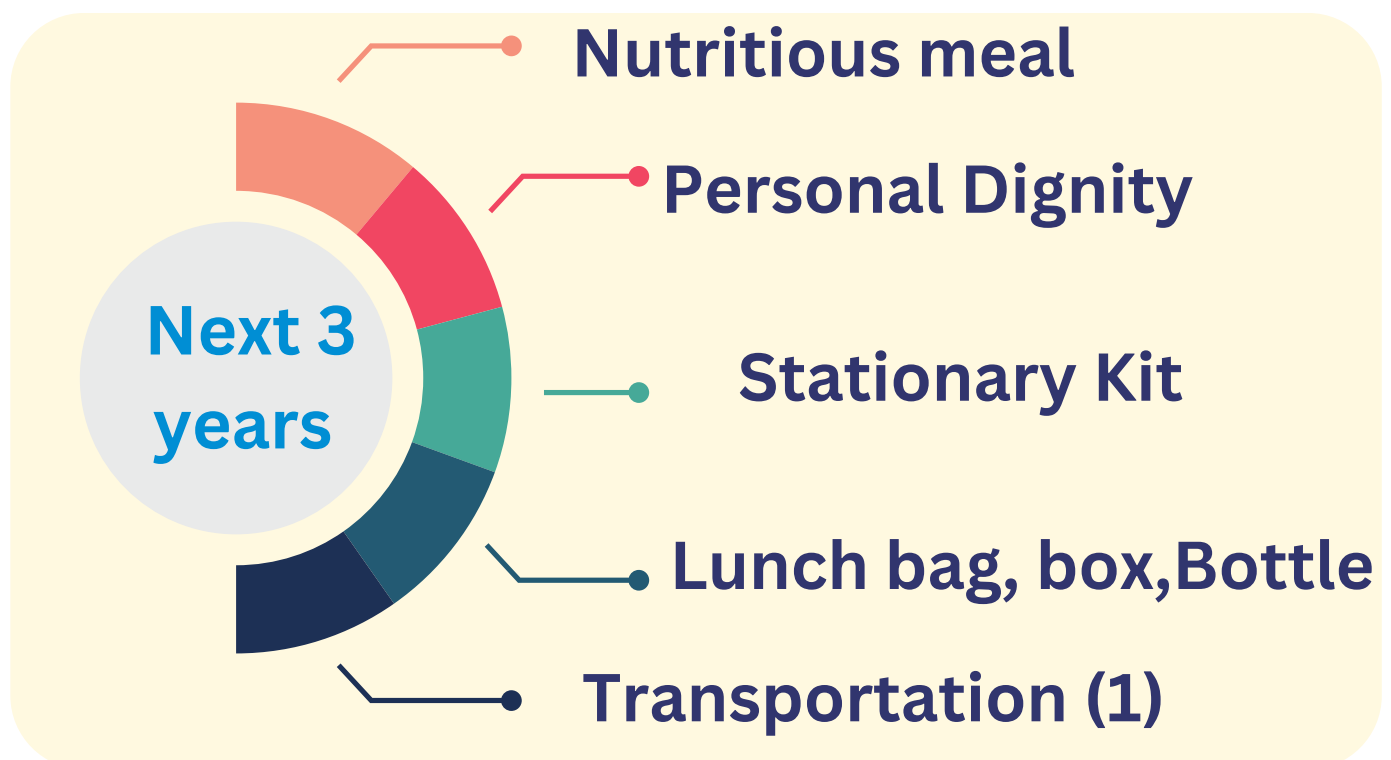 Nutritious meal
Personal Dignity
Next 3
years
Stationary Kit
Lunch bag, box,Bottle
Transportation (1)